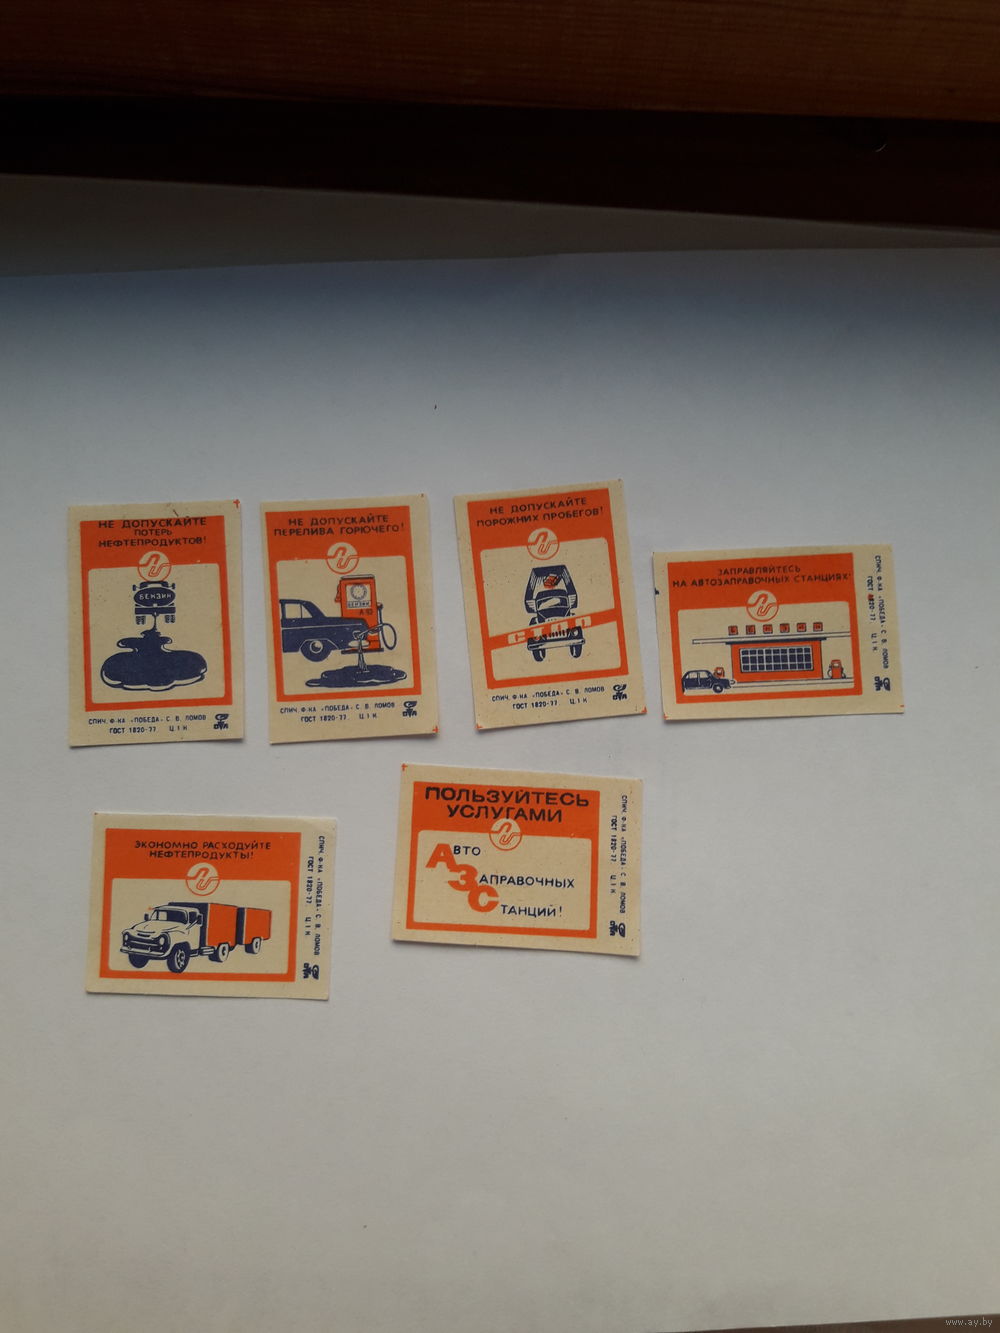 НЕ ДОПУСКАЙТЕ
ПОТЕРЬ
НЕФТЕПРОДУКТОВ!
БЕНЗИН
СПИЧ. Ф-КА «ПОБЕДА» С. В. ЛОМОВ
ГОСТ 1820-77. Ц. 1 К
НЕ ДОПУСКАЙТЕ
ПЕРЕЛИВА ГОРЮЧЕГО!
БЕНЗИН
А 93
СПИЧ. Ф-КА «ПОБЕДА» С. В. ЛОМОВ
ГОСТ 1820-77. Ц. 1 К.
НЕ ДОПУСКАЙТЕ
ПОРОЖНИХ ПРОБЕГОВ!
СТОП
СПИЧ. Ф-КА «ПОБЕДА» С. В. ЛОМОВ
ГОСТ 1820-77. Ц. 1 К
ЗАПРАВЛЯЙТЕСЬ
НА АВТОЗАПРАВОЧНЫХ СТАНЦИЯХ!
БЕНЗИН
СПИЧ. Ф-КА «ПОБЕДА» С. В. ЛОМОВ
ГОСТ 1820-77. Ц. 1 К
ЭКОНОМНО РАСХОДУЙТЕ
НЕФТЕПРОДУКТЫ!
СПИЧ. Ф-КА «ПОБЕДА» С. В. ЛОМОВ
ГОСТ 1820-77. Ц. 1 К
ПОЛЬЗУЙТЕСЬ
УСЛУГАМИ
АВТО
ЗАПРАВОЧНЫХ
СТАНЦИЙ!
СПИЧ. Ф-КА «ПОБЕДА» С. В. ЛОМОВ
ГОСТ 1820-77. Ц. 1 К
www.ay.by